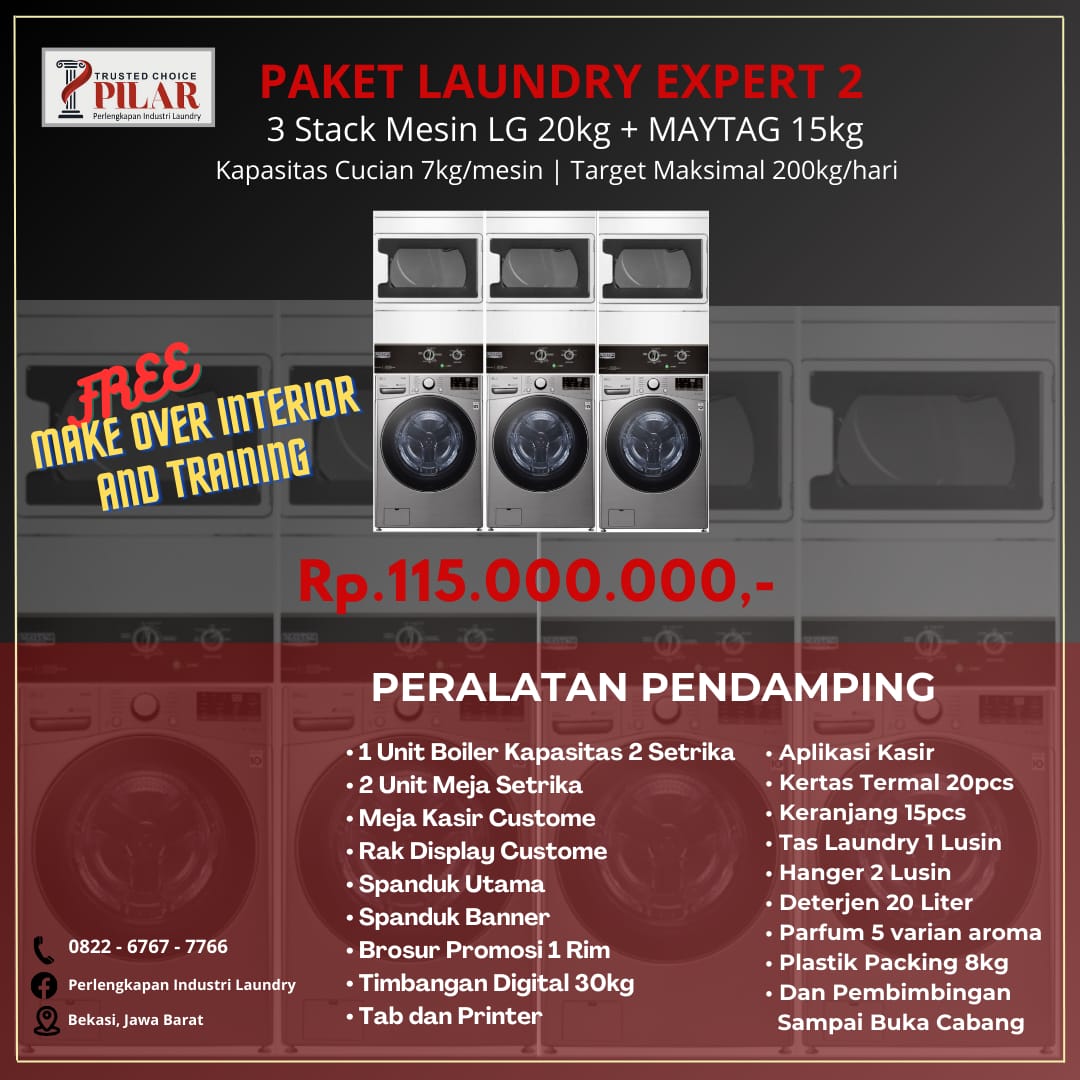 TRUSTED CHOICE
PILAR
Perlengkapan Industri Laundry
PAKET LAUNDRY EXPERT 2
3 Stack Mesin LG 20kg + MAYTAG 15kg
Kapasitas Cucian 7kg/mesin | Target Maksimal 200kg/hari
FREE
MAKE OVER INTERIOR
AND TRAINING
Rp.115.000.000,-
PERALATAN PENDAMPING
• 1 Unit Boiler Kapasitas 2 Setrika
• 2 Unit Meja Setrika
• Meja Kasir Custome
• Rak Display Custome
• Spanduk Utama
• Spanduk Banner
• Brosur Promosi 1 Rim
• Timbangan Digital 30kg
• Tab dan Printer
• Aplikasi Kasir
• Kertas Termal 20pcs
• Keranjang 15pcs
• Tas Laundry 1 Lusin
• Hanger 2 Lusin
• Deterjen 20 Liter
• Parfum 5 varian aroma
• Plastik Packing 8kg
• Dan Pembimbingan
Sampai Buka Cabang
0822 - 6767 - 7766
Perlengkapan Industri Laundry
Bekasi, Jawa Barat